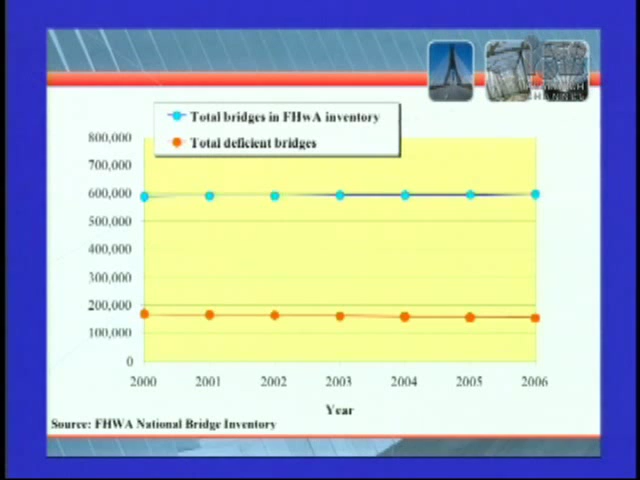 Total bridges in FHwA inventory
Total deficient bridges
800,000
700,000
600,000
500,000
400,000
300,000
200,000
100,000
0
2000 2001 2002 2003 2004 2005 2006
Year
Source: FHWA National Bridge Inventory